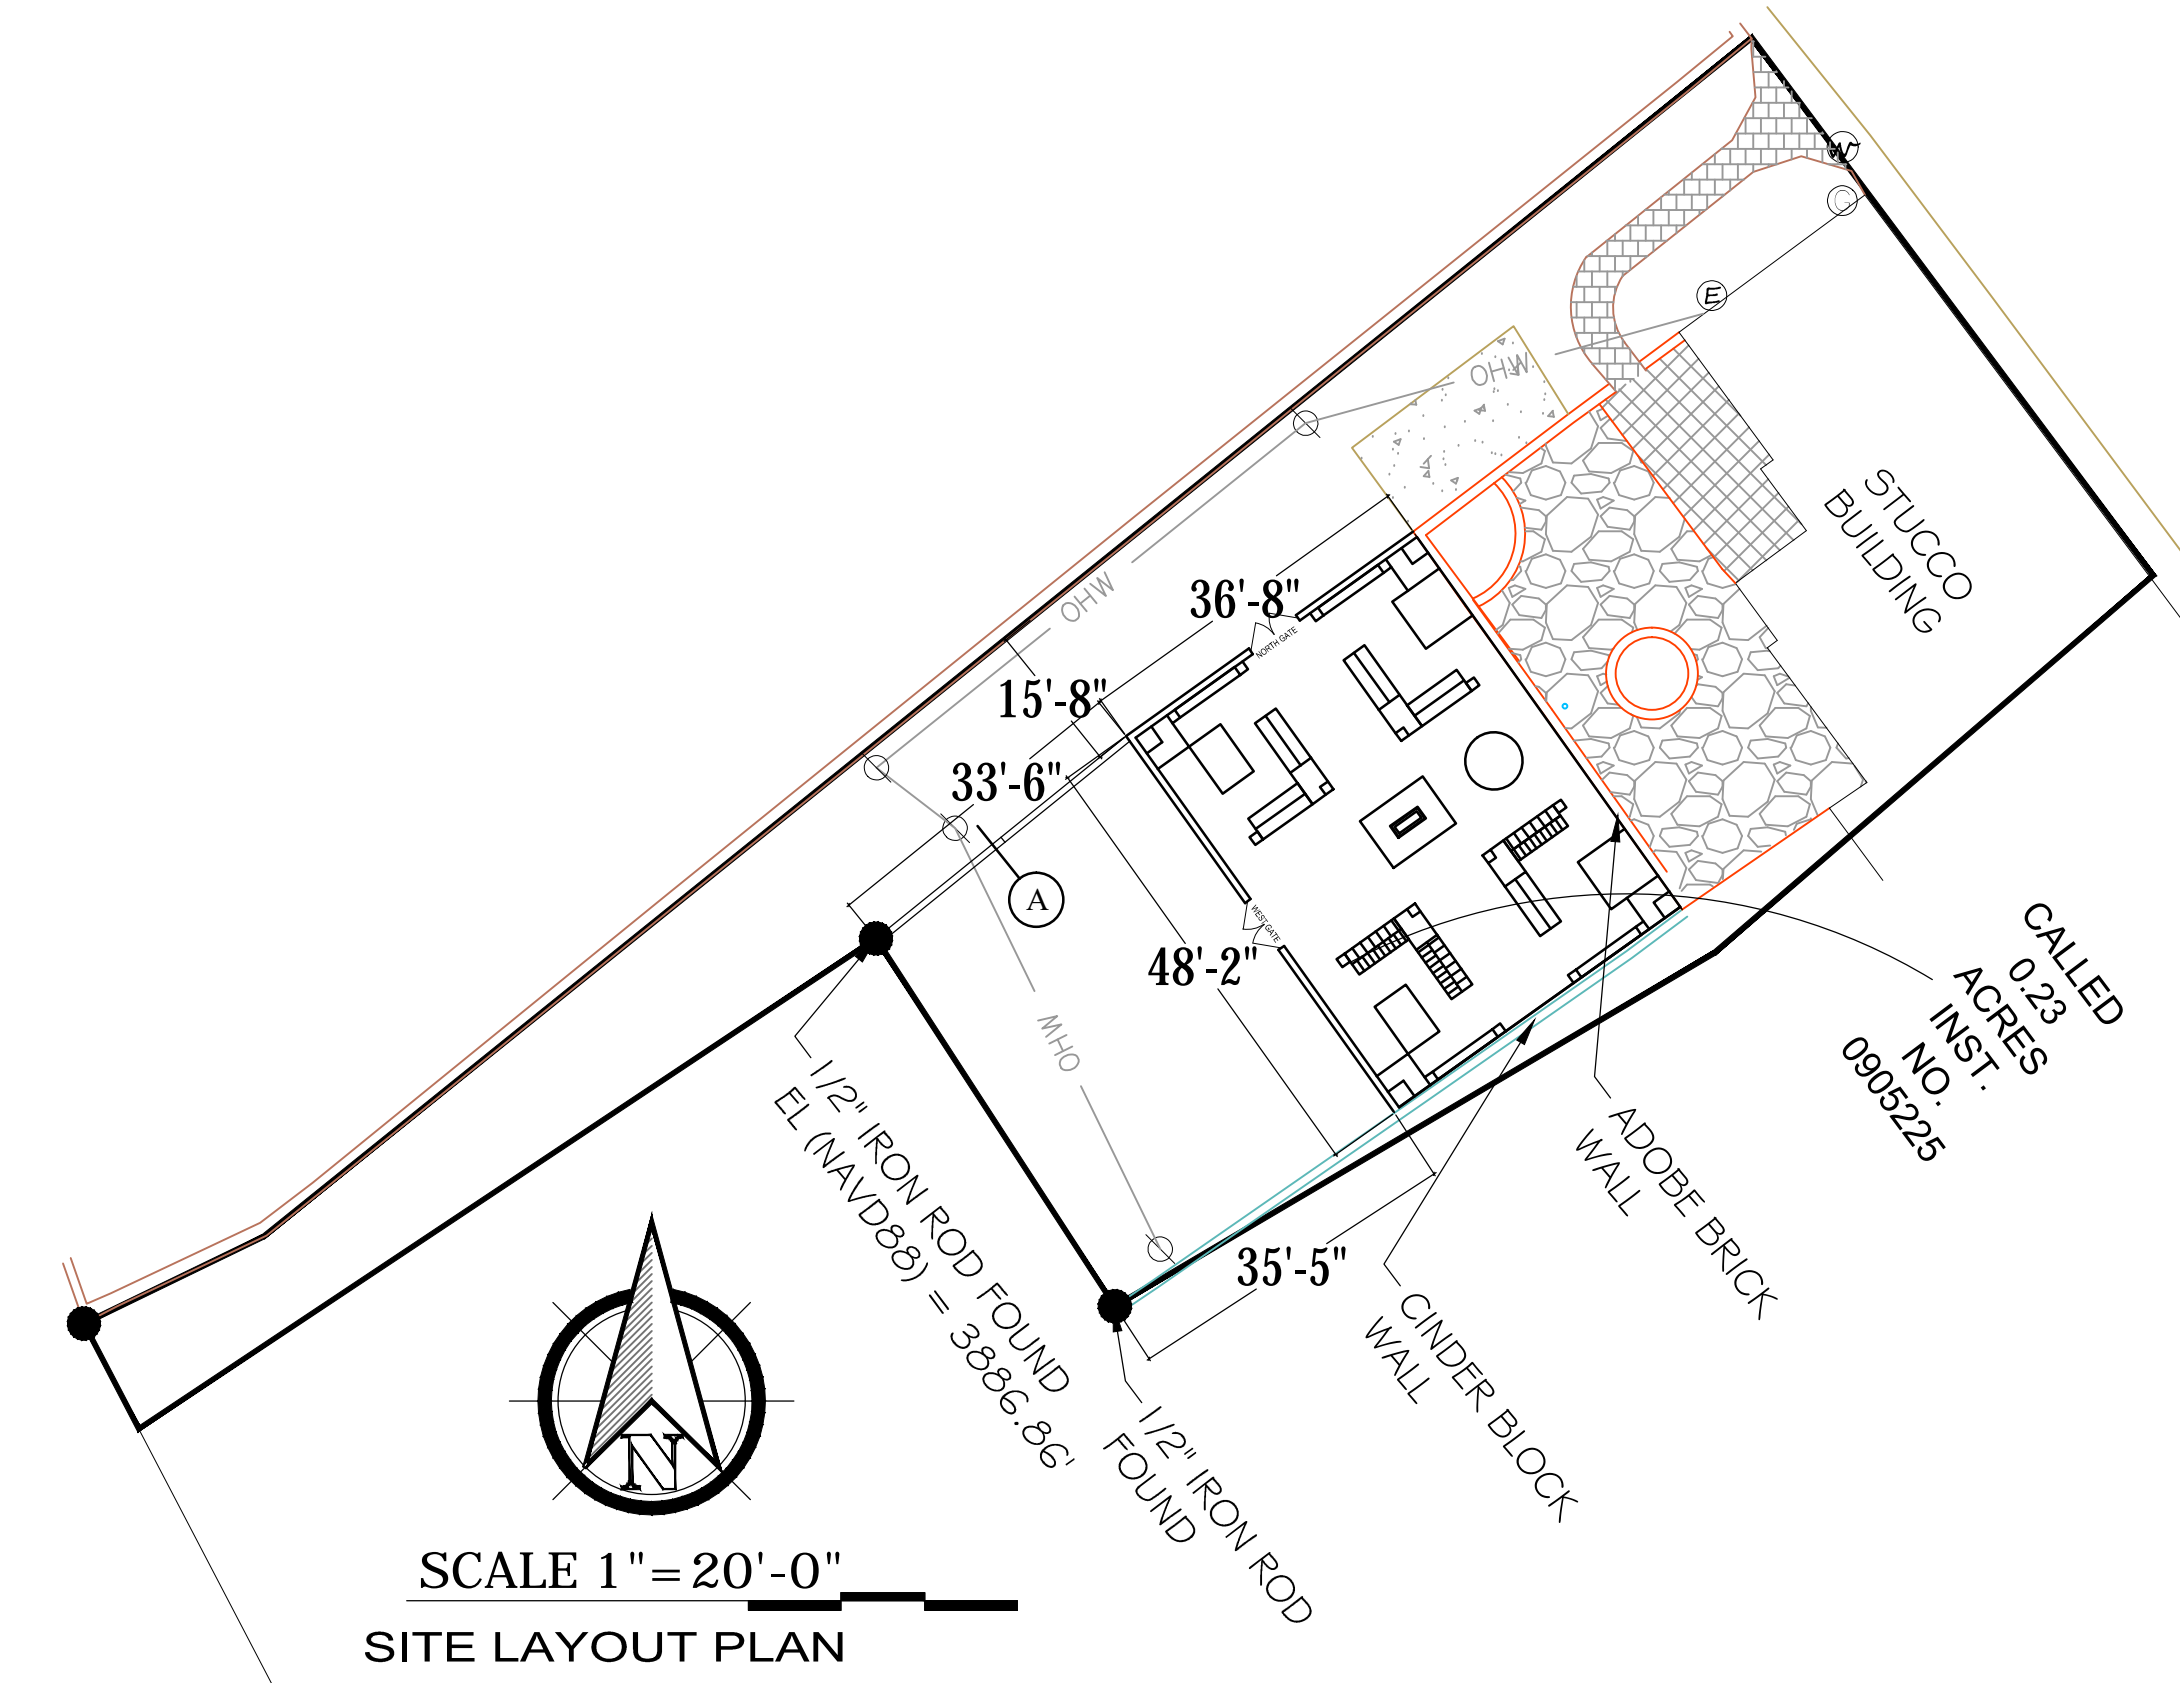 W
G
E
OHW
STUCCO
BUILDING
OHW
36'-8"
NORTH GATE
15'-8"
33'-6"
A
WEST GATE
48'-2"
CALLED
0.23
ACRES
INST.
NO.
0905225
OHW
1/2" IRON ROD FOUND
EL (NAVD88) = 3886.86'
ADOBE BRICK
WALL
35'-5"
CINDER BLOCK
WALL
1/2" IRON ROD
FOUND
N
SCALE 1"=20'-0"
SITE LAYOUT PLAN